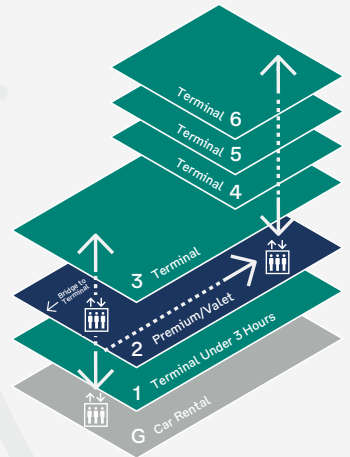 Terminal 6
Terminal 5
Terminal 4
3 Terminal
Bridge to
Terminal
2 Premium/Valet
1 Terminal Under 3 Hours
G Car Rental